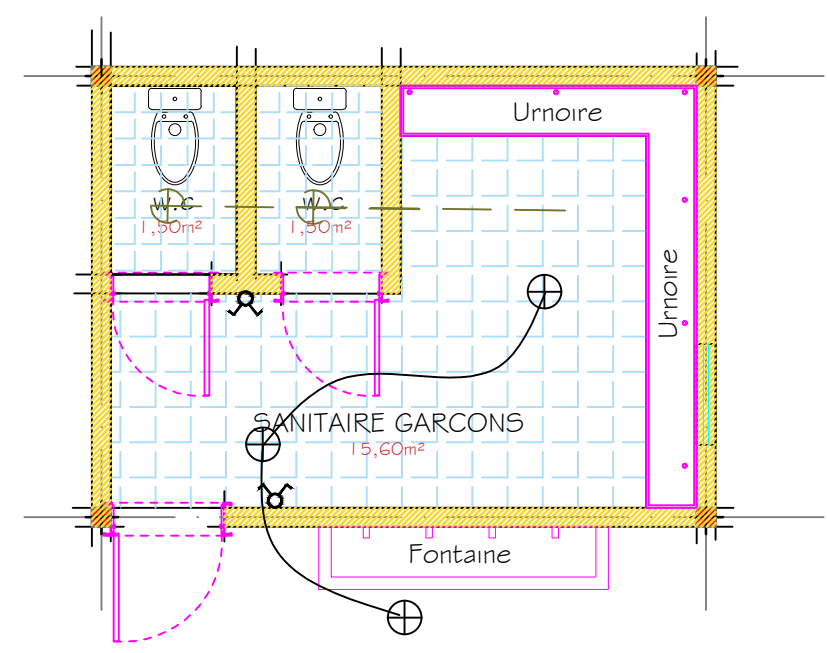 Urnoire
W.C
W.C
1,50m²
1,50m²
Urnoire
SANITAIRE GARCONS
15,60m²
Fontaine